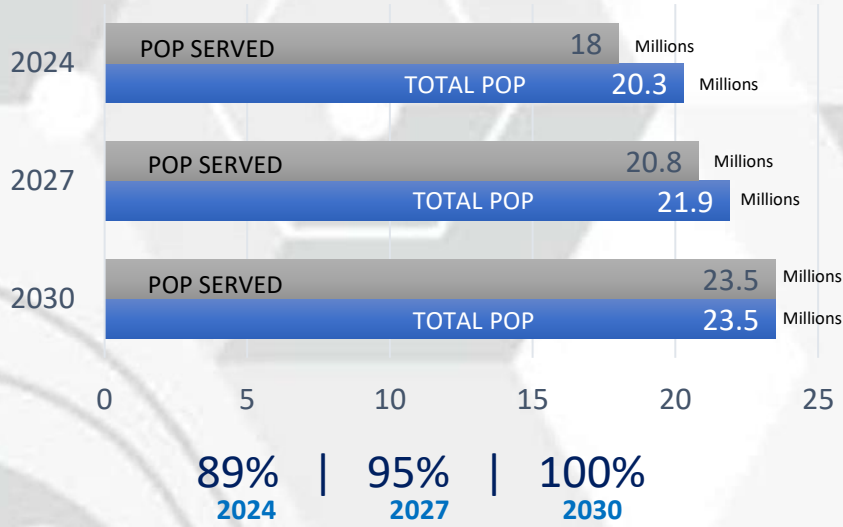 2024
POP SERVED 18 Millions
TOTAL POP 20.3 Millions
2027
POP SERVED 20.8 Millions
TOTAL POP 21.9 Millions
2030
POP SERVED 23.5 Millions
TOTAL POP 23.5 Millions
0 5 10 15 20 25
89% | 95% | 100%
2024 2027 2030